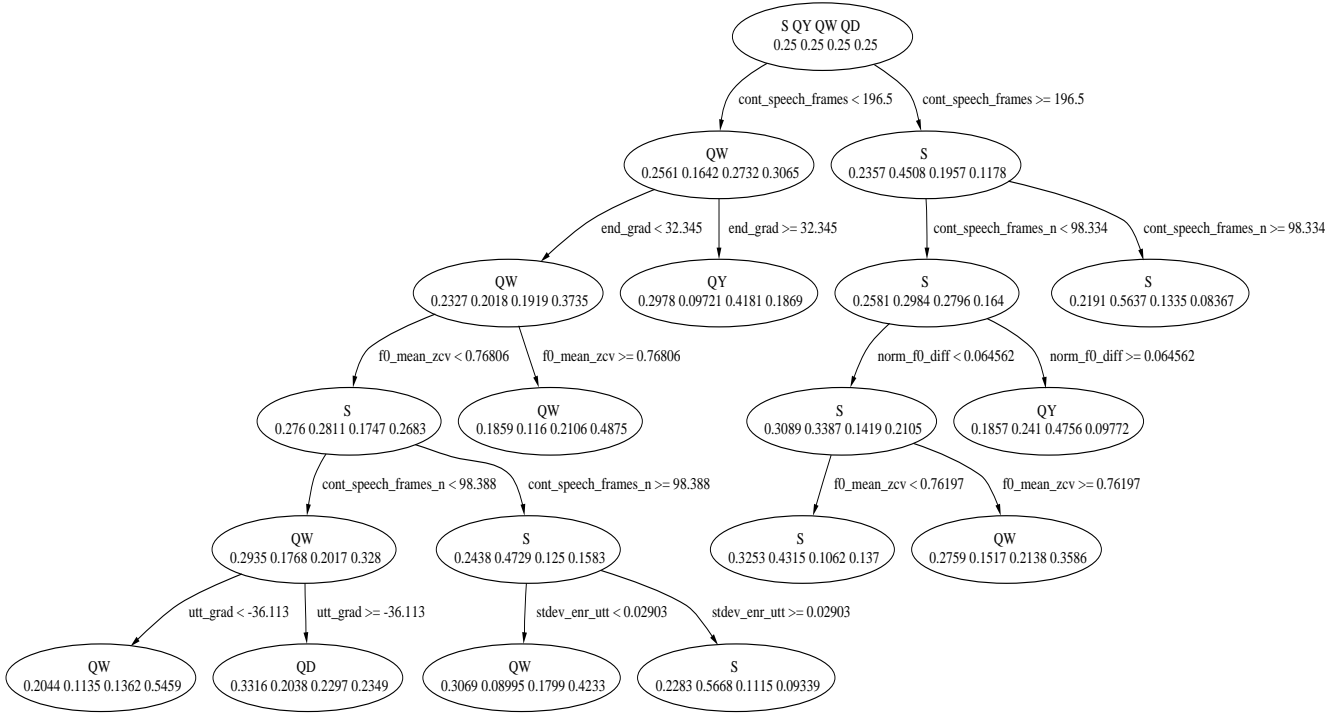 S QY QW QD
0.25 0.25 0.25 0.25
cont_speech_frames < 196.5
cont_speech_frames >= 196.5
QW
0.2561 0.1642 0.2732 0.3065
S
0.2357 0.4508 0.1957 0.1178
end_grad < 32.345
end_grad >= 32.345
cont_speech_frames_n < 98.334
cont_speech_frames_n >= 98.334
QW
0.2327 0.2018 0.1919 0.3735
QY
0.2978 0.09721 0.4181 0.1869
S
0.2581 0.2984 0.2796 0.164
S
0.2191 0.5637 0.1335 0.08367
f0_mean_zcv < 0.76806
f0_mean_zcv >= 0.76806
norm_f0_diff < 0.064562
norm_f0_diff >= 0.064562
S
0.276 0.2811 0.1747 0.2683
QW
0.1859 0.116 0.2106 0.4875
S
0.3089 0.3387 0.1419 0.2105
QY
0.1857 0.241 0.4756 0.09772
cont_speech_frames_n < 98.388
cont_speech_frames_n >= 98.388
f0_mean_zcv < 0.76197
f0_mean_zcv >= 0.76197
QW
0.2935 0.1768 0.2017 0.328
S
0.2438 0.4729 0.125 0.1583
S
0.3253 0.4315 0.1062 0.137
QW
0.2759 0.1517 0.2138 0.3586
utt_grad < -36.113
utt_grad >= -36.113
stdev_enr_utt < 0.02903
stdev_enr_utt >= 0.02903
QW
0.2044 0.1135 0.1362 0.5459
QD
0.3316 0.2038 0.2297 0.2349
QW
0.3069 0.08995 0.1799 0.4233
S
0.2283 0.5668 0.1115 0.09339